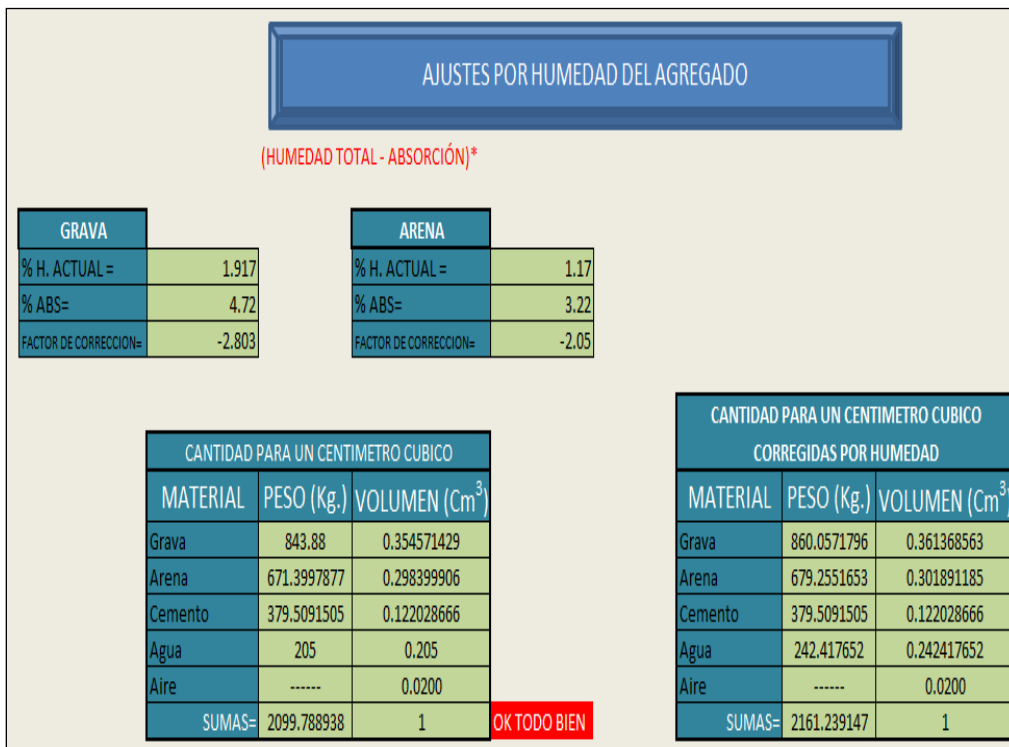 AJUSTES POR HUMEDAD DEL AGREGADO
(HUMEDAD TOTAL - ABSORCIÓN)*
GRAVA
% H. ACTUAL = 1.917
% ABS= 4.72
FACTOR DE CORRECCION= -2.803
ARENA
% H. ACTUAL = 1.17
% ABS= 3.22
FACTOR DE CORRECCION= -2.05
CANTIDAD PARA UN CENTIMETRO CUBICO
MATERIAL PESO (Kg.) VOLUMEN (Cm³)
Grava 843.88 0.354571429
Arena 671.3997877 0.298399906
Cemento 379.5091505 0.122028666
Agua 205 0.205
Aire ------ 0.0200
SUMAS= 2099.788938 1 OK TODO BIEN
CANTIDAD PARA UN CENTIMETRO CUBICO
CORREGIDAS POR HUMEDAD
MATERIAL PESO (Kg.) VOLUMEN (Cm³)
Grava 860.0571796 0.361368563
Arena 679.2551653 0.301891185
Cemento 379.5091505 0.122028666
Agua 242.417652 0.242417652
Aire ------ 0.0200
SUMAS= 2161.239147 1